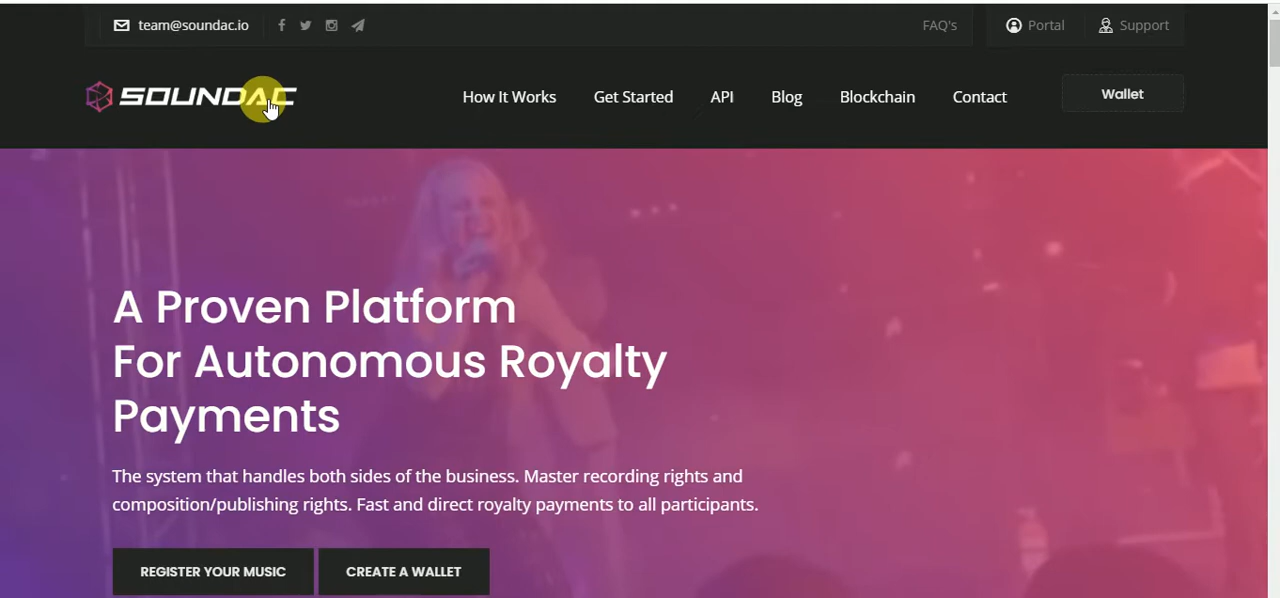 team@soundac.io
FAQ's
Portal
Support
SOUNDAC
How It Works
Get Started
API
Blog
Blockchain
Contact
Wallet
A Proven Platform
For Autonomous Royalty
Payments
The system that handles both sides of the business. Master recording rights and
composition/publishing rights. Fast and direct royalty payments to all participants.
REGISTER YOUR MUSIC
CREATE A WALLET